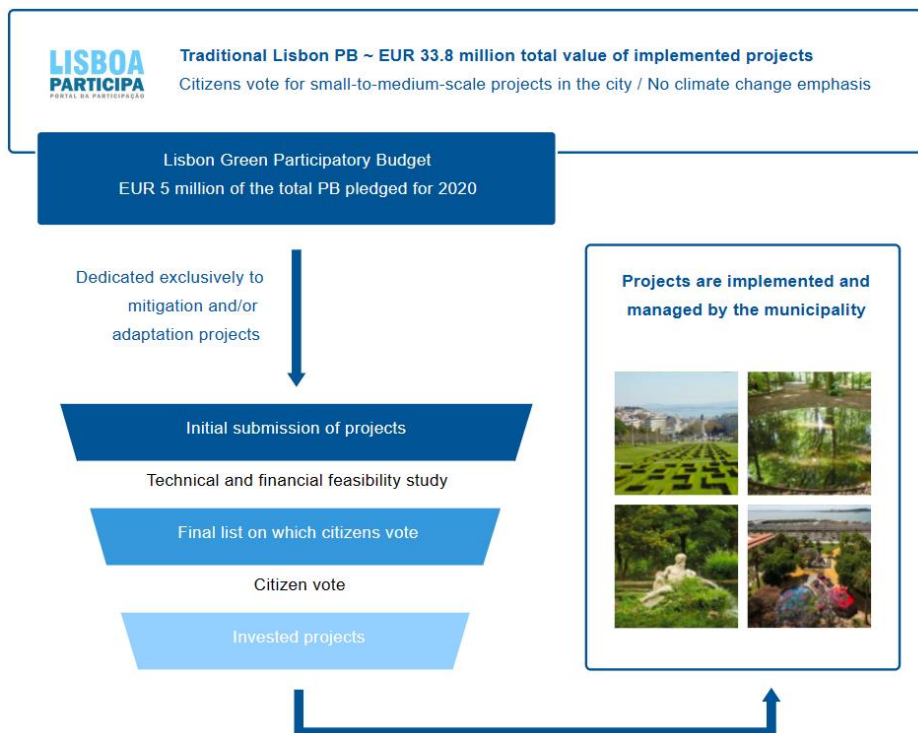 LISBOA
PARTICIPA
PORTAL DA PARTICIPAÇÃO
Traditional Lisbon PB ~ EUR 33.8 million total value of implemented projects
Citizens vote for small-to-medium-scale projects in the city / No climate change emphasis
Lisbon Green Participatory Budget
EUR 5 million of the total PB pledged for 2020
Dedicated exclusively to
mitigation and/or
adaptation projects
Initial submission of projects
Technical and financial feasibility study
Final list on which citizens vote
Citizen vote
Invested projects
Projects are implemented and
managed by the municipality